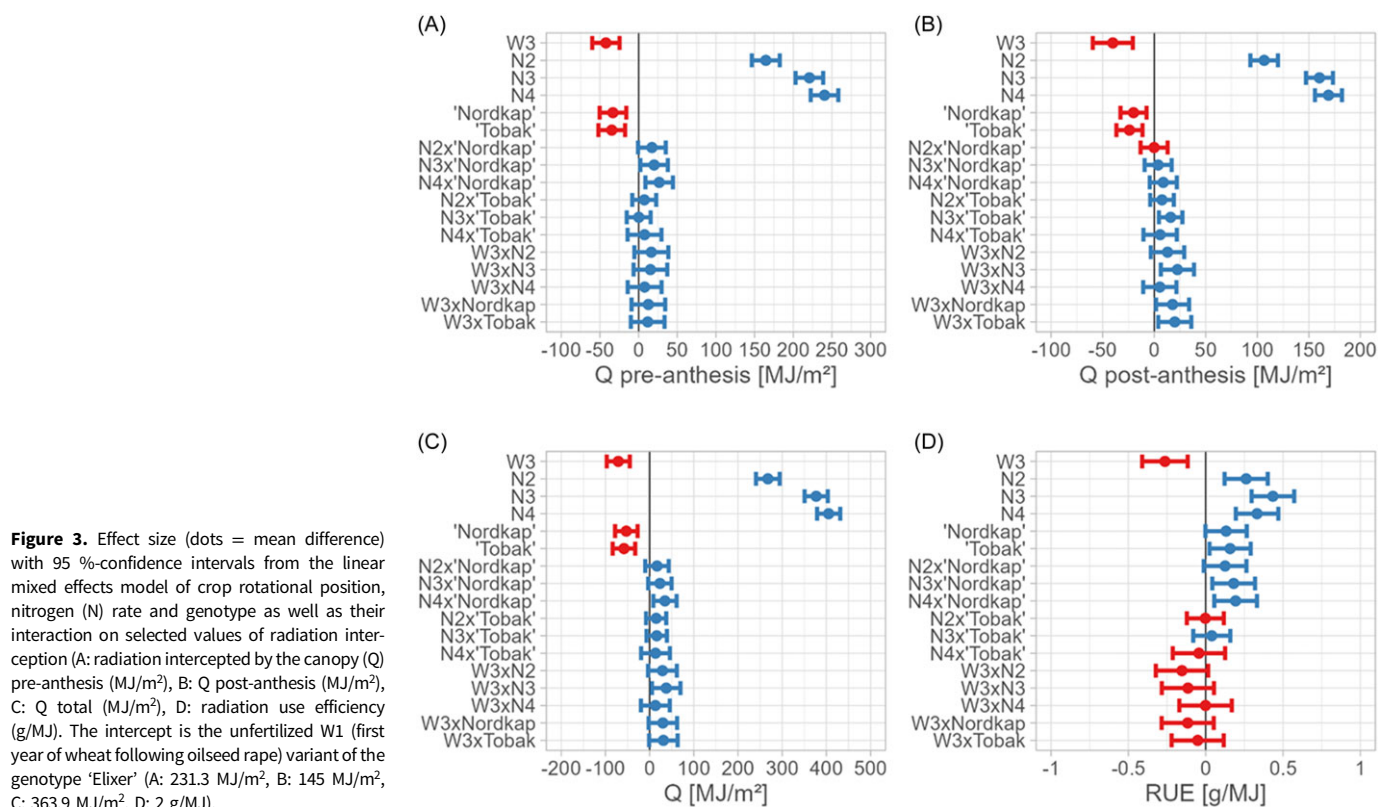 (A)
W3
N2
N3
N4
'Nordkap'
'Tobak'
N2x'Nordkap'
N3x'Nordkap'
N4x'Nordkap'
N2x'Tobak'
N3x'Tobak'
N4x'Tobak'
W3xN2
W3xN3
W3xN4
W3xNordkap
W3xTobak
-100 -50 0 50 100 150 200 250 300
Q pre-anthesis [MJ/m²]
(B)
W3
N2
N3
N4
'Nordkap'
'Tobak'
N2x'Nordkap'
N3x'Nordkap'
N4x'Nordkap'
N2x'Tobak'
N3x'Tobak'
N4x'Tobak'
W3xN2
W3xN3
W3xN4
W3xNordkap
W3xTobak
-100 -50 0 50 100 150 200
Q post-anthesis [MJ/m²]
(C)
W3
N2
N3
N4
'Nordkap'
'Tobak'
N2x'Nordkap'
N3x'Nordkap'
N4x'Nordkap'
N2x'Tobak'
N3x'Tobak'
N4x'Tobak'
W3xN2
W3xN3
W3xN4
W3xNordkap
W3xTobak
-200 -100 0 100 200 300 400 500
Q [MJ/m²]
(D)
W3
N2
N3
N4
'Nordkap'
'Tobak'
N2x'Nordkap'
N3x'Nordkap'
N4x'Nordkap'
N2x'Tobak'
N3x'Tobak'
N4x'Tobak'
W3xN2
W3xN3
W3xN4
W3xNordkap
W3xTobak
-1 -0.5 0 0.5 1
RUE [g/MJ]
Figure 3. Effect size (dots = mean difference)
with 95 %-confidence intervals from the linear
mixed effects model of crop rotational position,
nitrogen (N) rate and genotype as well as their
interaction on selected values of radiation inter-
ception (A: radiation intercepted by the canopy (Q)
pre-anthesis (MJ/m²), B: Q post-anthesis (MJ/m²),
C: Q total (MJ/m²), D: radiation use efficiency
(g/MJ). The intercept is the unfertilized W1 (first
year of wheat following oilseed rape) variant of the
genotype ‘Elixer’ (A: 231.3 MJ/m², B: 145 MJ/m²,
C: 363.9 MJ/m², D: 2 g/MJ)